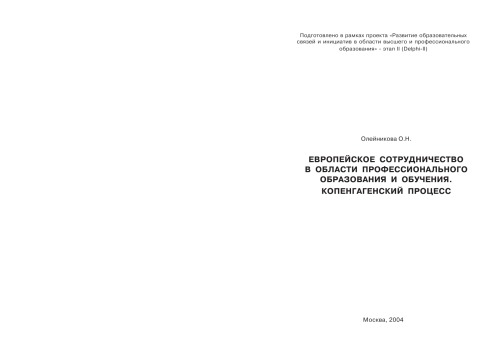 Подготовлено в рамках проекта «Развитие образовательных
связей и инициатив в области высшего и профессионального
образования» - этап II (Delphi-II)
Олейникова О.Н.
ЕВРОПЕЙСКОЕ СОТРУДНИЧЕСТВО
В ОБЛАСТИ ПРОФЕССИОНАЛЬНОГО
ОБРАЗОВАНИЯ И ОБУЧЕНИЯ.
КОПЕНГАГЕНСКИЙ ПРОЦЕСС
Москва, 2004